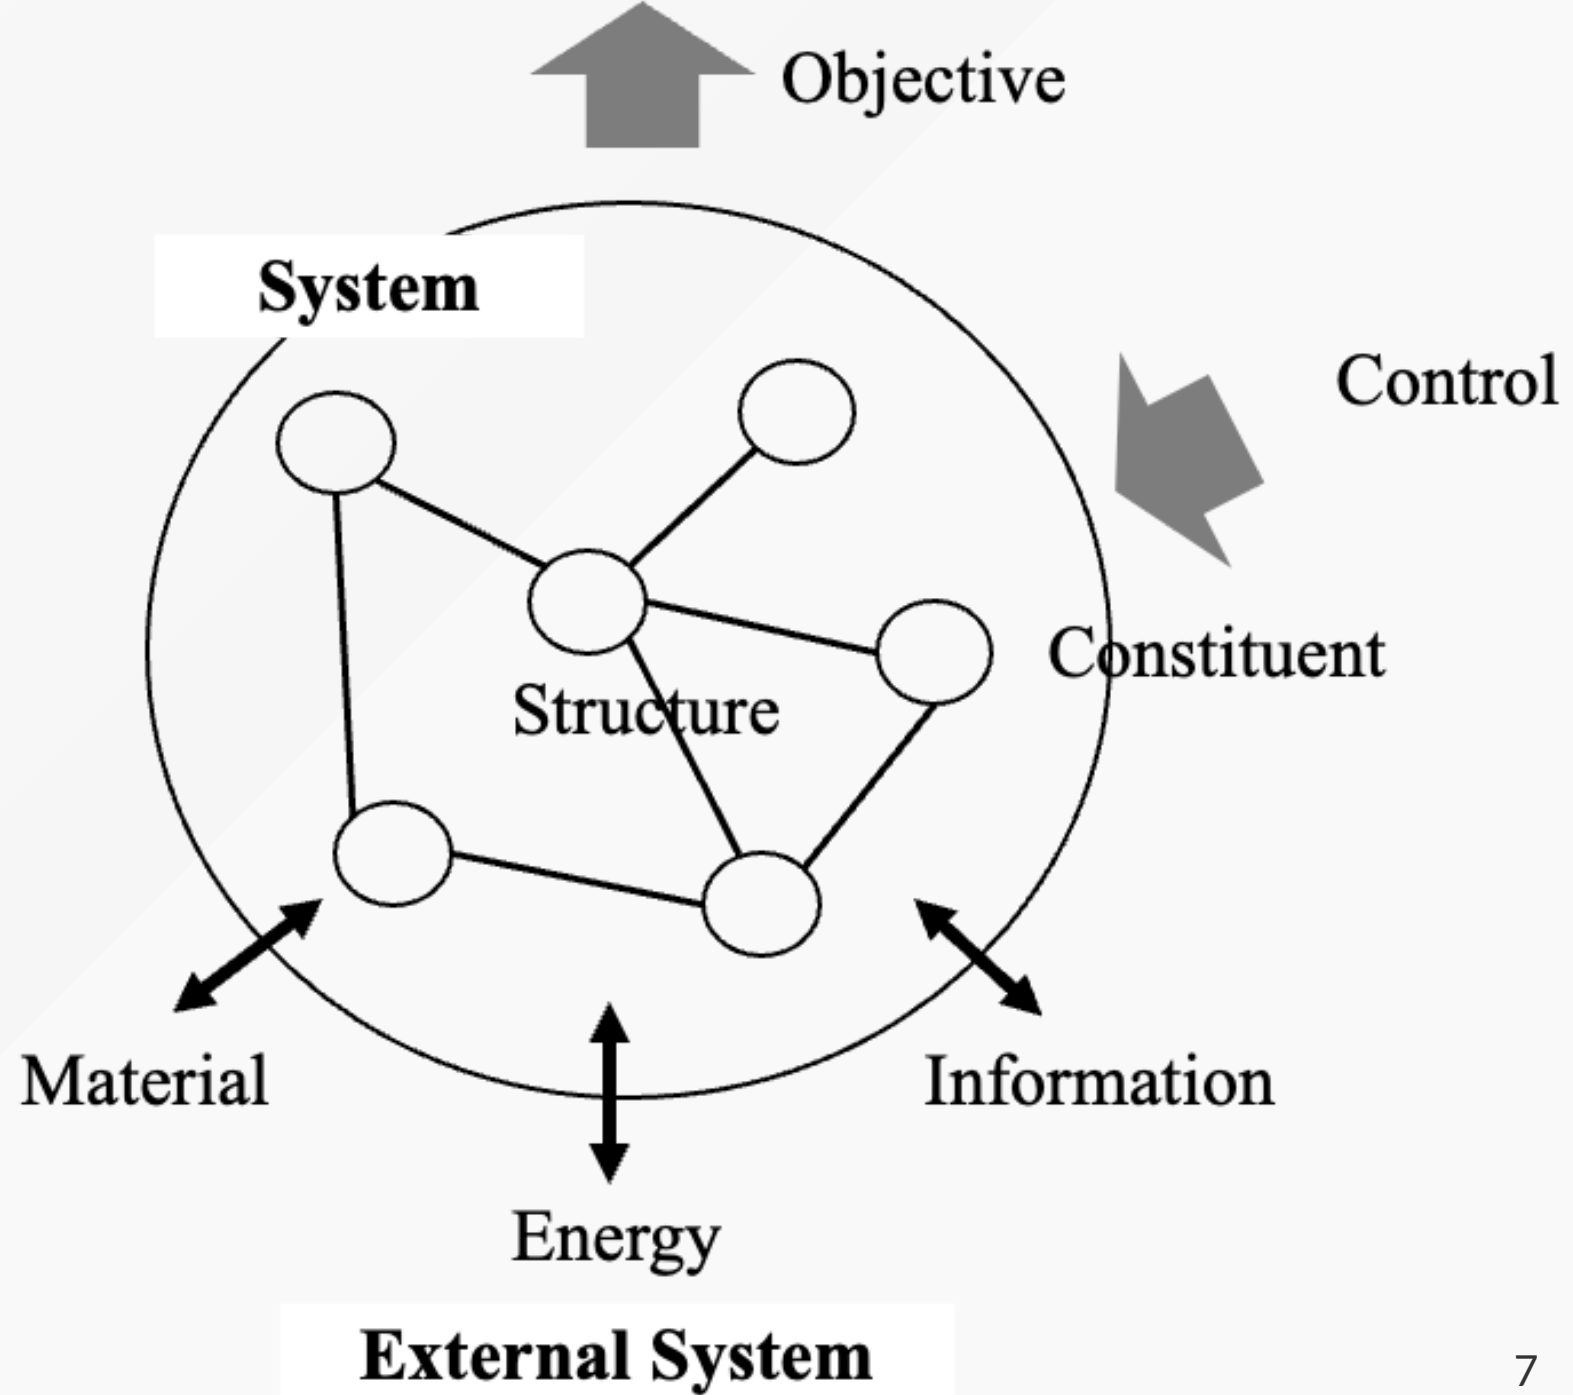 Objective
System
Control
Constituent
Structure
Material
Information
Energy
External System
7